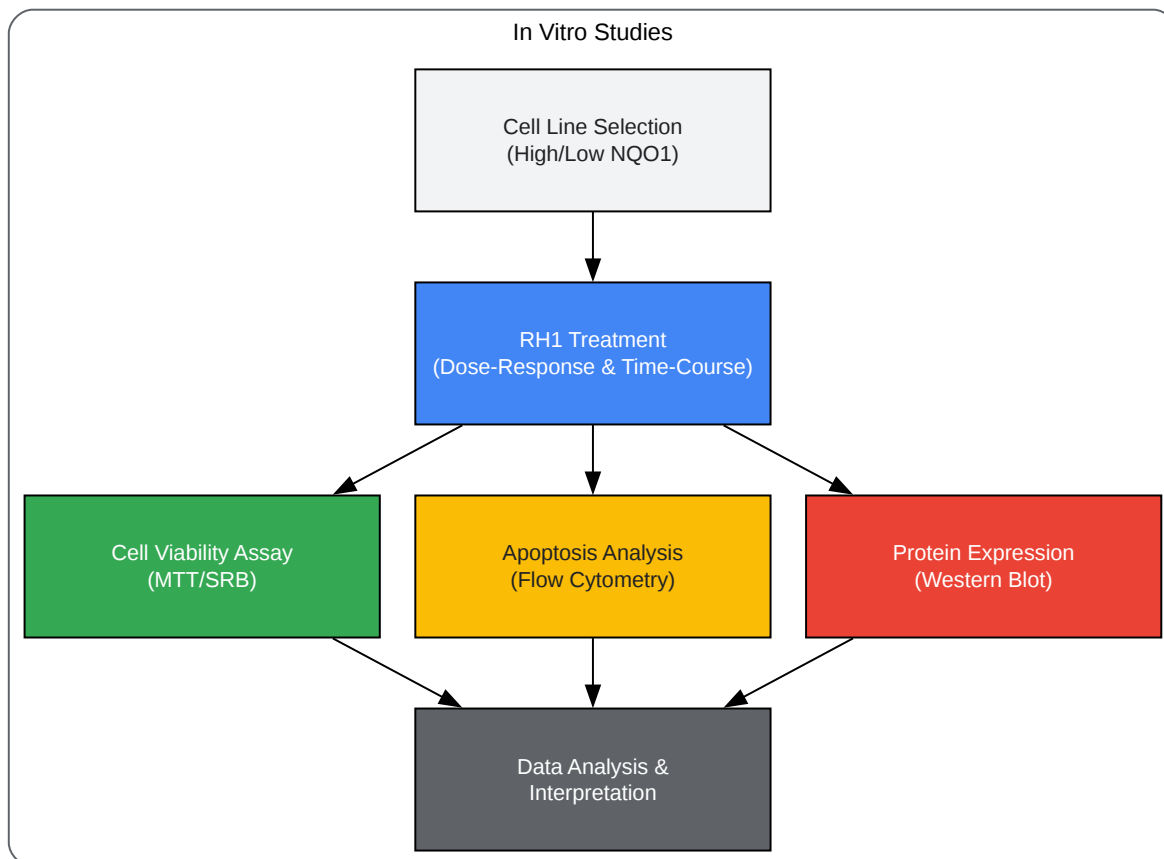 In Vitro Studies
Cell Line Selection
(High/Low NQO1)
RH1 Treatment
(Dose-Response & Time-Course)
Cell Viability Assay
(MTT/SRB)
Apoptosis Analysis
(Flow Cytometry)
Protein Expression
(Western Blot)
Data Analysis &
Interpretation